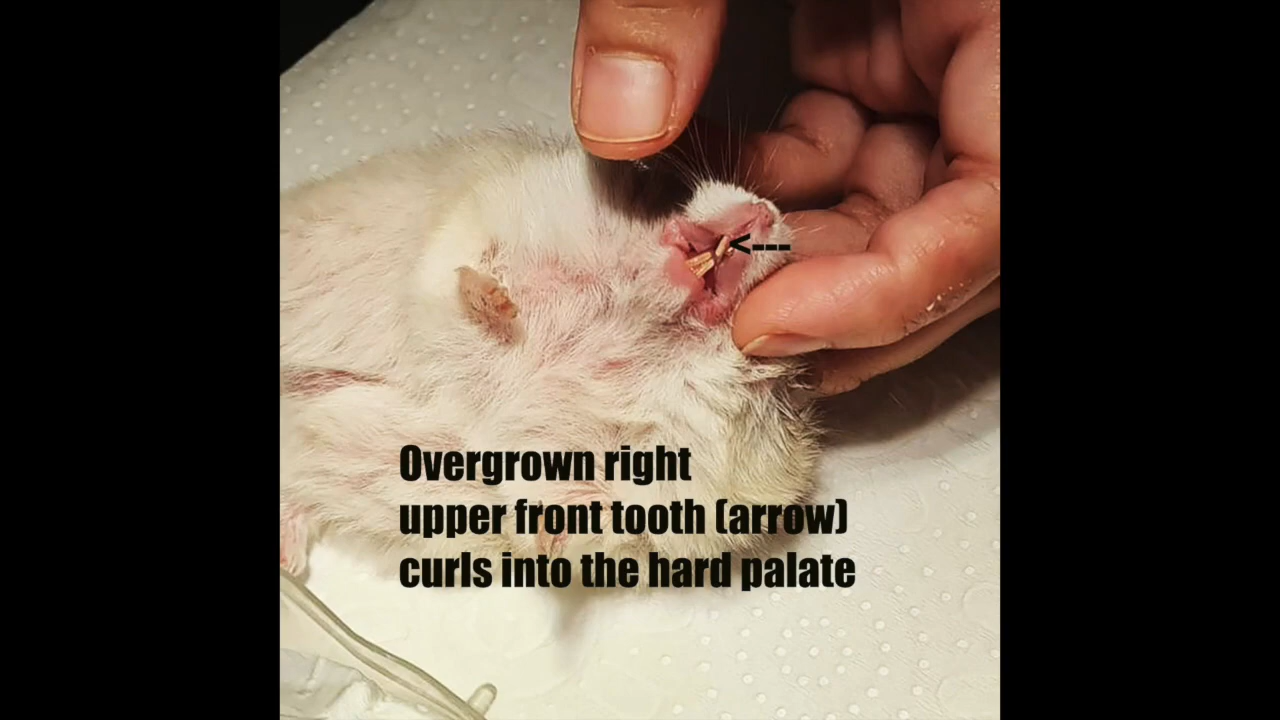 <---
Overgrown right
upper front tooth (arrow)
curls into the hard palate